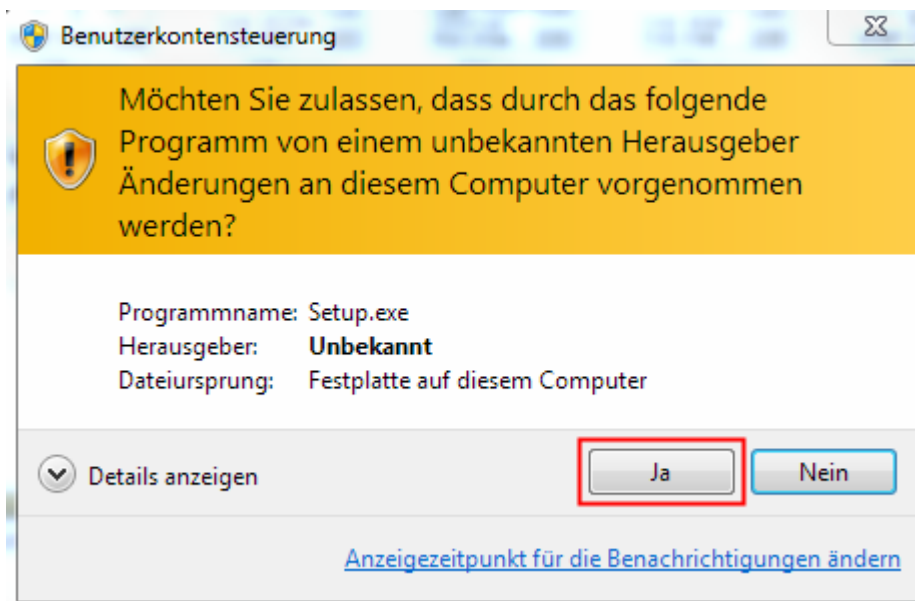 Benutzerkontensteuerung
Möchten Sie zulassen, dass durch das folgende
Programm von einem unbekannten Herausgeber
Änderungen an diesem Computer vorgenommen
werden?
Programmname: Setup.exe
Herausgeber: Unbekannt
Dateiursprung: Festplatte auf diesem Computer
Details anzeigen Ja Nein
Anzeigezeitpunkt für die Benachrichtigungen ändern